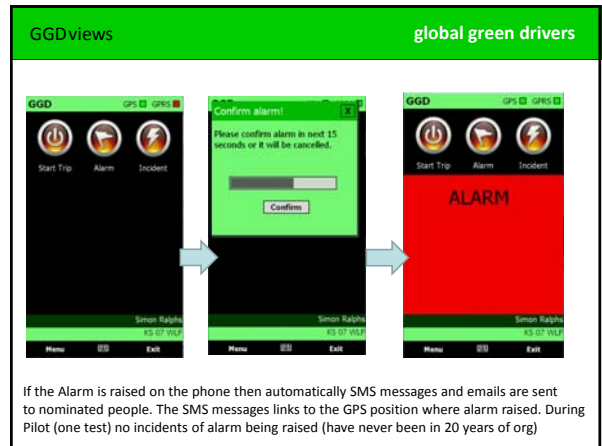 GGDviews
global green drivers
GGD GPS GPRS
Start Trip Alarm Incident
Simon Ralphs
KS 07 WLF
Menu Exit
Confirm alarm! X
Please confirm alarm in next 15
seconds or it will be cancelled.
Confirm
Simon Ralphs
KS 07 WLF
Menu Exit
GGD GPS GPRS
Start Trip Alarm Incident
ALARM
Simon Ralphs
KS 07 WLF
Menu Exit
If the Alarm is raised on the phone then automatically SMS messages and emails are sent
to nominated people. The SMS messages links to the GPS position where alarm raised. During
Pilot (one test) no incidents of alarm being raised (have never been in 20 years of org)